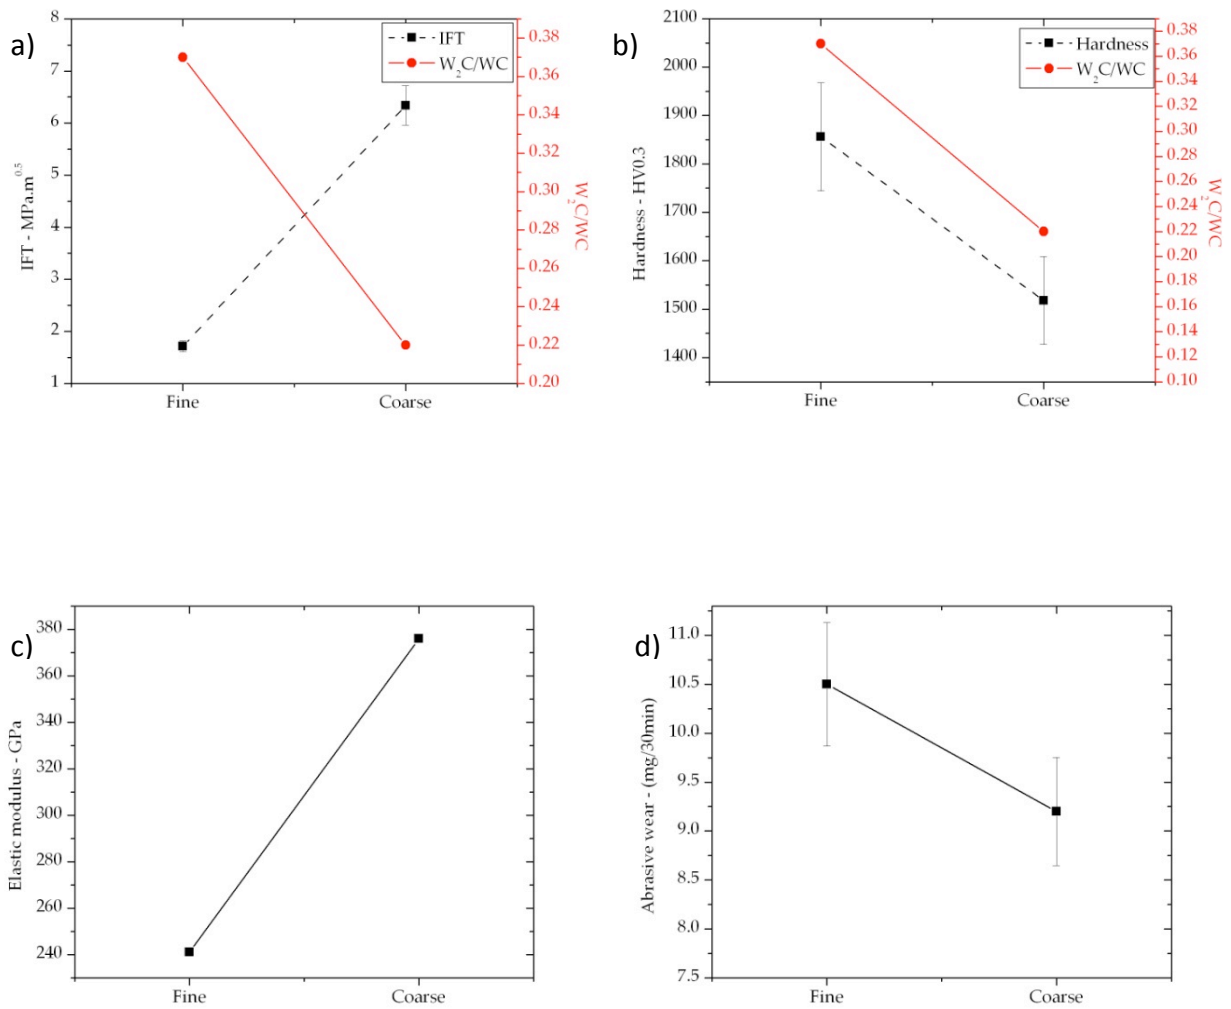 a)
IFT
W₂C/WC
8
7
6
5
4
3
2
1
IFT - MPa.m⁰·⁵
0.38
0.36
0.34
0.32
0.30
0.28
0.26
0.24
0.22
0.20
W₂C/WC
Fine
Coarse
b)
Hardness
W₂C/WC
2100
2000
1900
1800
1700
1600
1500
1400
Hardness - HV0.3
0.38
0.36
0.34
0.32
0.30
0.28
0.26
0.24
0.22
0.20
0.18
0.16
0.14
0.12
0.10
W₂C/WC
Fine
Coarse
c)
380
360
340
320
300
280
260
240
Elastic modulus - GPa
Fine
Coarse
d)
11.0
10.5
10.0
9.5
9.0
8.5
8.0
7.5
Abrasive wear - (mg/30min)
Fine
Coarse